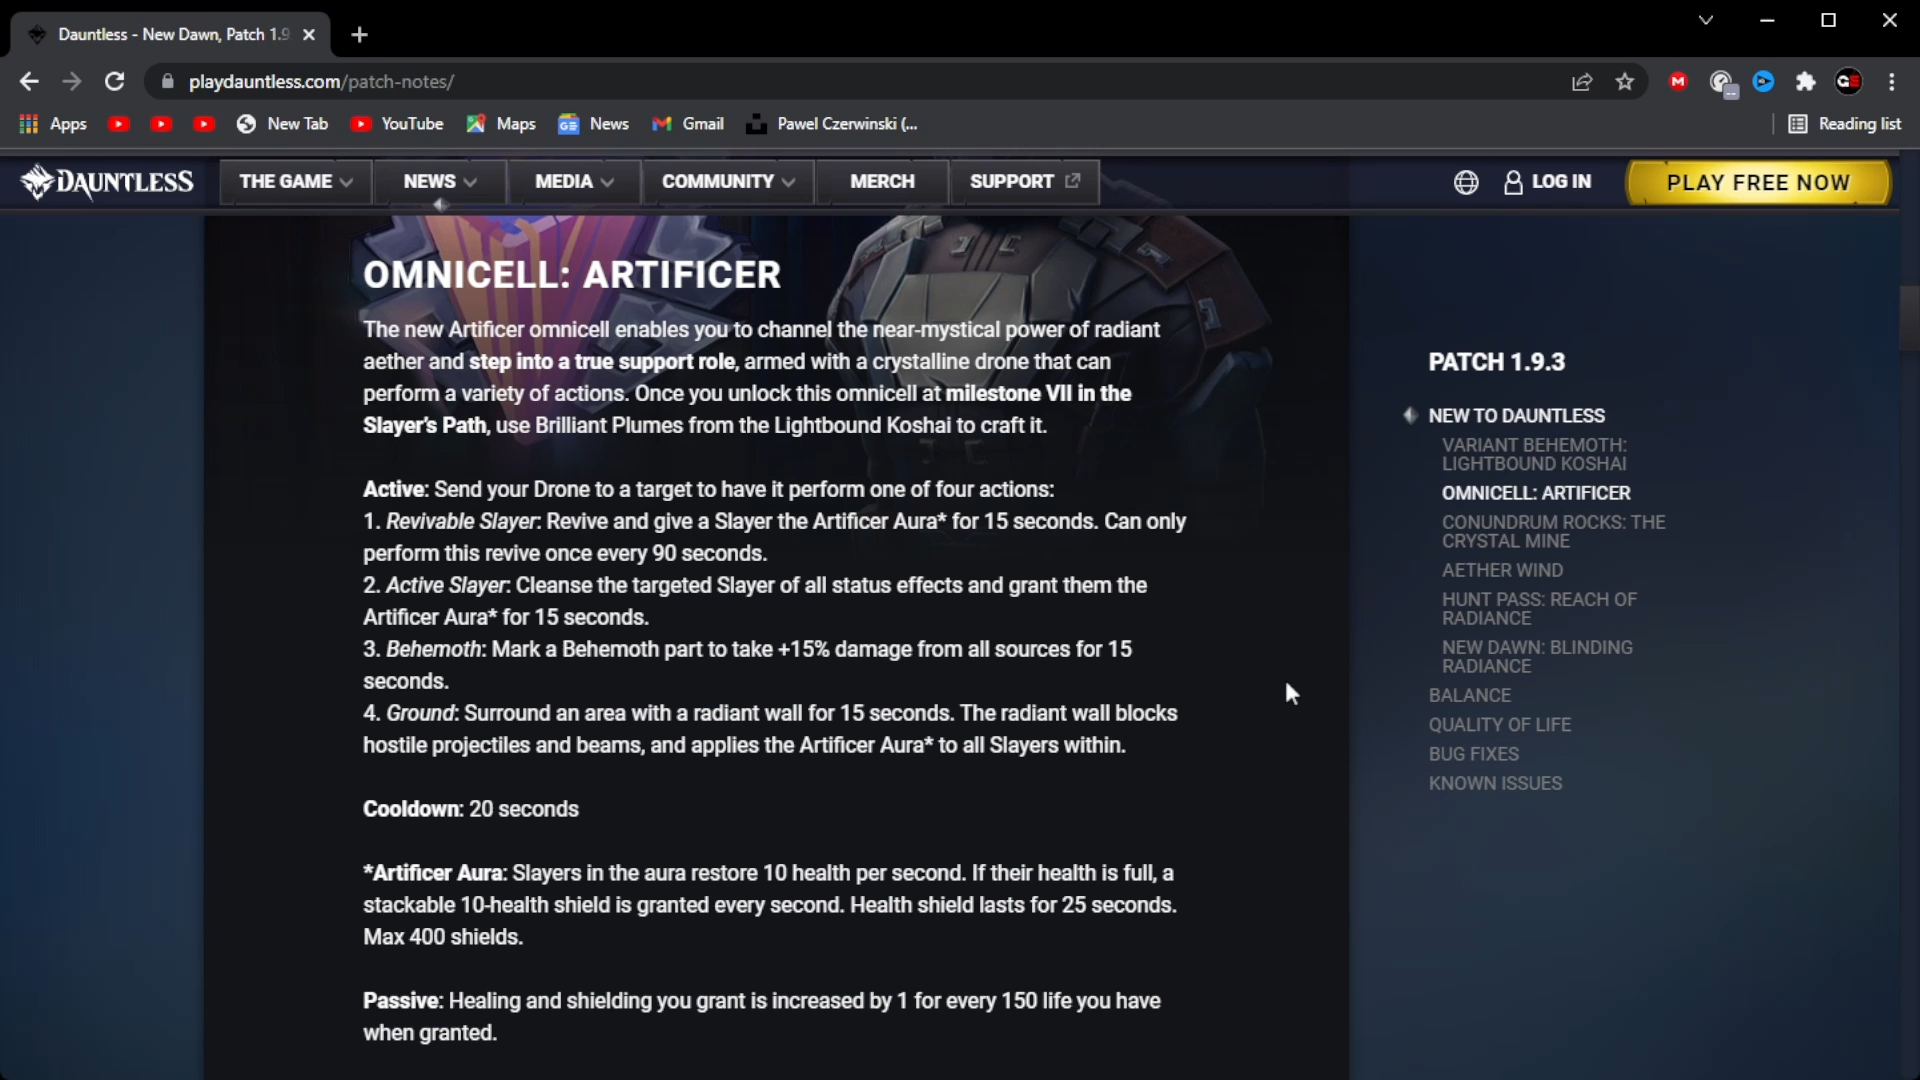 Dauntless - New Dawn, Patch 1.9
playdauntless.com/patch-notes/
Apps
New Tab
YouTube
Maps
News
Gmail
Pawel Czerwinski (...
Reading list
DAUNTLESS
THE GAME
NEWS
MEDIA
COMMUNITY
MERCH
SUPPORT
LOG IN
PLAY FREE NOW
OMNICELL: ARTIFICER
The new Artificer omnicell enables you to channel the near-mystical power of radiant
aether and step into a true support role, armed with a crystalline drone that can
perform a variety of actions. Once you unlock this omnicell at milestone VII in the
Slayer's Path, use Brilliant Plumes from the Lightbound Koshai to craft it.
Active: Send your Drone to a target to have it perform one of four actions:
1. Revivable Slayer: Revive and give a Slayer the Artificer Aura* for 15 seconds. Can only
perform this revive once every 90 seconds.
2. Active Slayer: Cleanse the targeted Slayer of all status effects and grant them the
Artificer Aura* for 15 seconds.
3. Behemoth: Mark a Behemoth part to take +15% damage from all sources for 15
seconds.
4. Ground: Surround an area with a radiant wall for 15 seconds. The radiant wall blocks
hostile projectiles and beams, and applies the Artificer Aura* to all Slayers within.
Cooldown: 20 seconds
*Artificer Aura: Slayers in the aura restore 10 health per second. If their health is full, a
stackable 10-health shield is granted every second. Health shield lasts for 25 seconds.
Max 400 shields.
Passive: Healing and shielding you grant is increased by 1 for every 150 life you have
when granted.
PATCH 1.9.3
NEW TO DAUNTLESS
VARIANT BEHEMOTH:
LIGHTBOUND KOSHAI
OMNICELL: ARTIFICER
CONUNDRUM ROCKS: THE
CRYSTAL MINE
AETHER WIND
HUNT PASS: REACH OF
RADIANCE
NEW DAWN: BLINDING
RADIANCE
BALANCE
QUALITY OF LIFE
BUG FIXES
KNOWN ISSUES